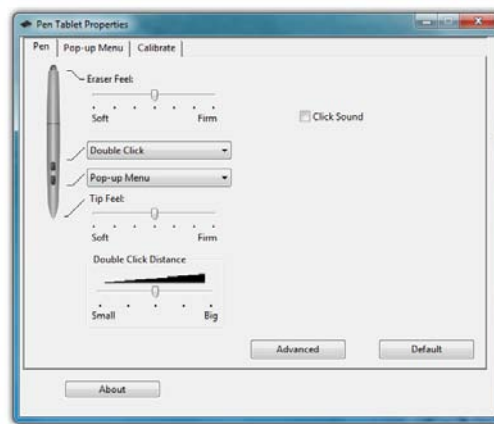 Pen Tablet Properties
Pen Pop-up Menu Calibrate
Eraser Feel:
Soft Firm
Click Sound
Double Click
Pop-up Menu
Tip Feel:
Soft Firm
Double Click Distance
Small Big
Advanced Default
About